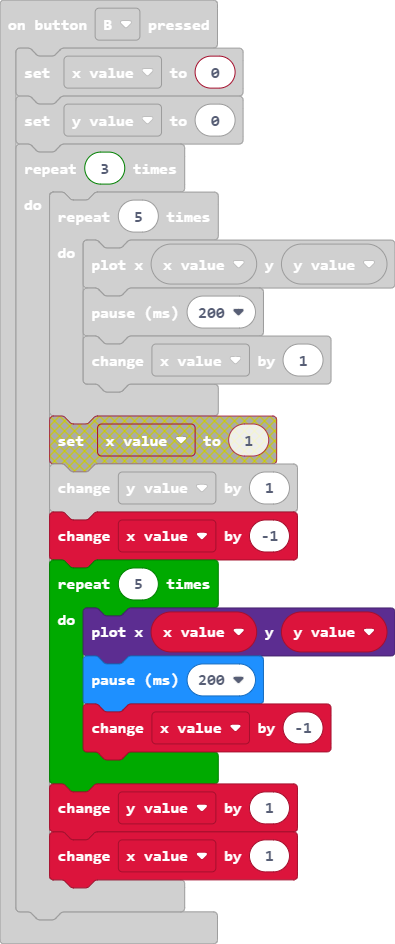 on button B pressed
set x value to 0
set y value to 0
repeat 3 times
do
repeat 5 times
do
plot x x value y y value
pause (ms) 200
change x value by 1
set x value to 1
change y value by 1
change x value by -1
repeat 5 times
do
plot x x value y y value
pause (ms) 200
change x value by -1
change y value by 1
change x value by 1